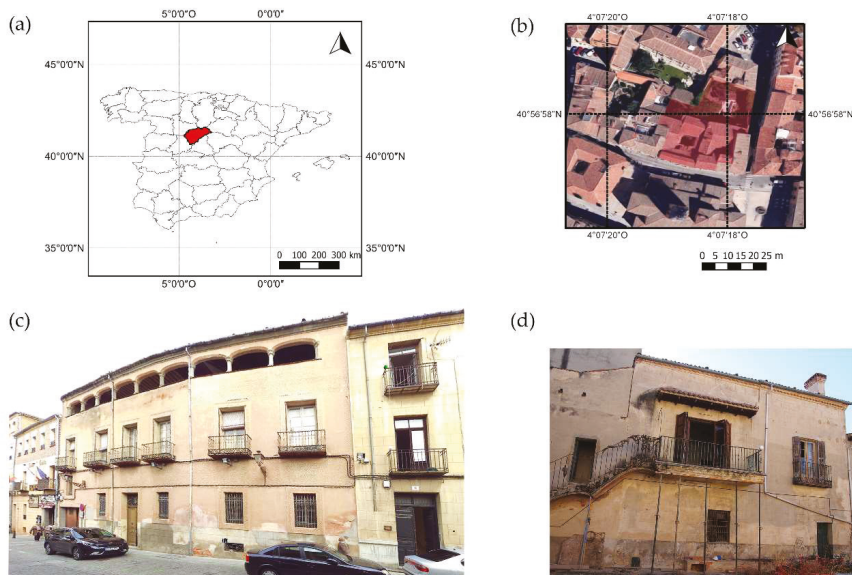 (a)
5°0'0"O 0°0'0"
45°0'0"N 45°0'0"N
40°0'0"N 40°0'0"N
35°0'0"N 35°0'0"N
0 100 200 300 km
5°0'0"O 0°0'0"
(b)
4°07'20"O 4°07'18"O
40°56'58"N 40°56'58"N
4°07'20"O 4°07'18"O
0 5 10 15 20 25 m
(c)
(d)